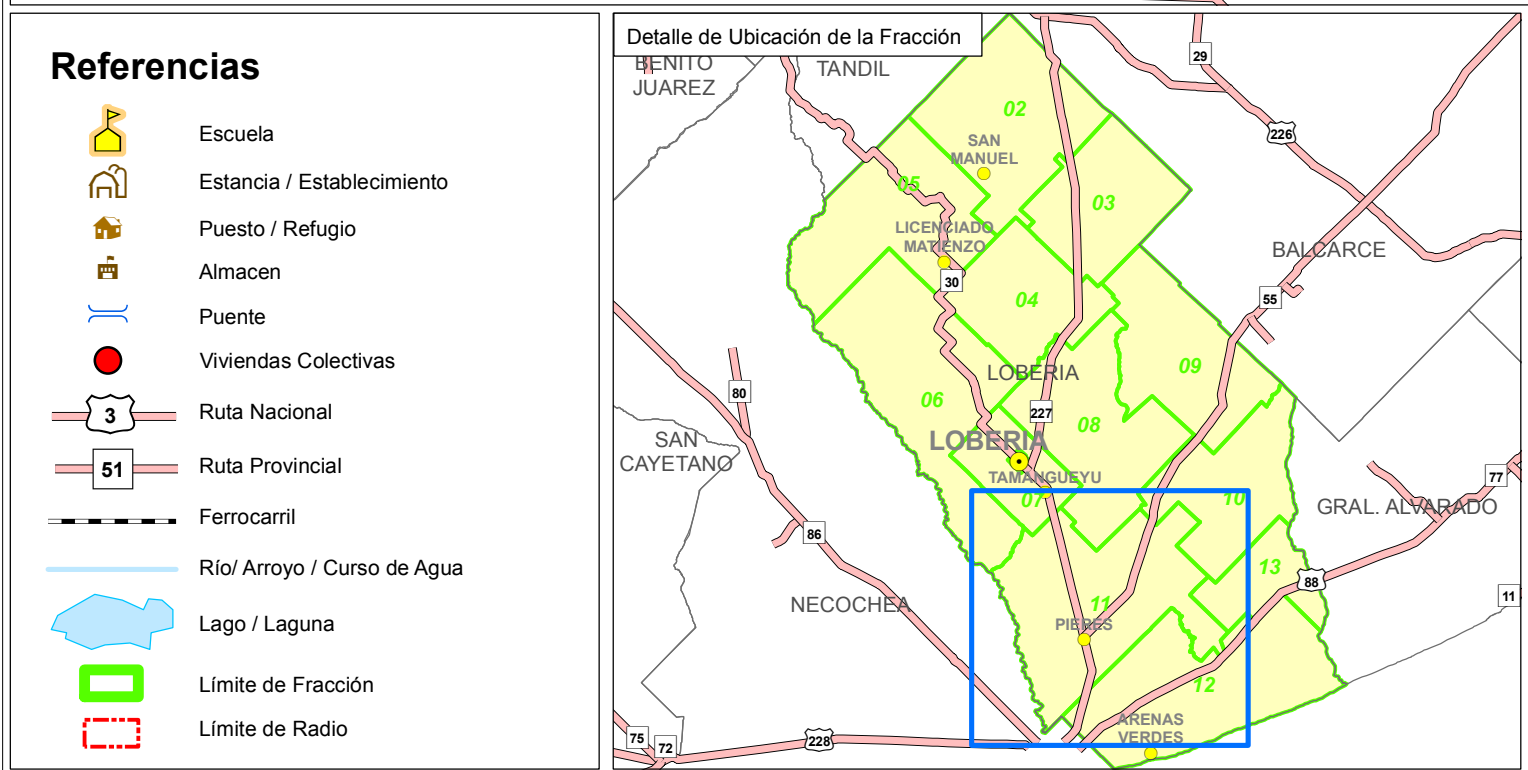 Referencias
Escuela
Estancia / Establecimiento
Puesto / Refugio
Almacen
Puente
Viviendas Colectivas
3
Ruta Nacional
51
Ruta Provincial
Ferrocarril
Río/ Arroyo / Curso de Agua
Lago / Laguna
Límite de Fracción
Límite de Radio
Detalle de Ubicación de la Fracción
BENITO
JUAREZ
TANDIL
29
02
226
SAN
MANUEL
05
03
LICENCIADO
MATIENZO
BALCARCE
30
04
55
09
LOBERIA
80
06
227
08
SAN
CAYETANO
LOBERIA
TAMANGUEYU
77
07
10
GRAL. ALVARADO
86
13
88
NECOCHEA
11
11
PIERES
12
ARENAS
VERDES
75
72
228